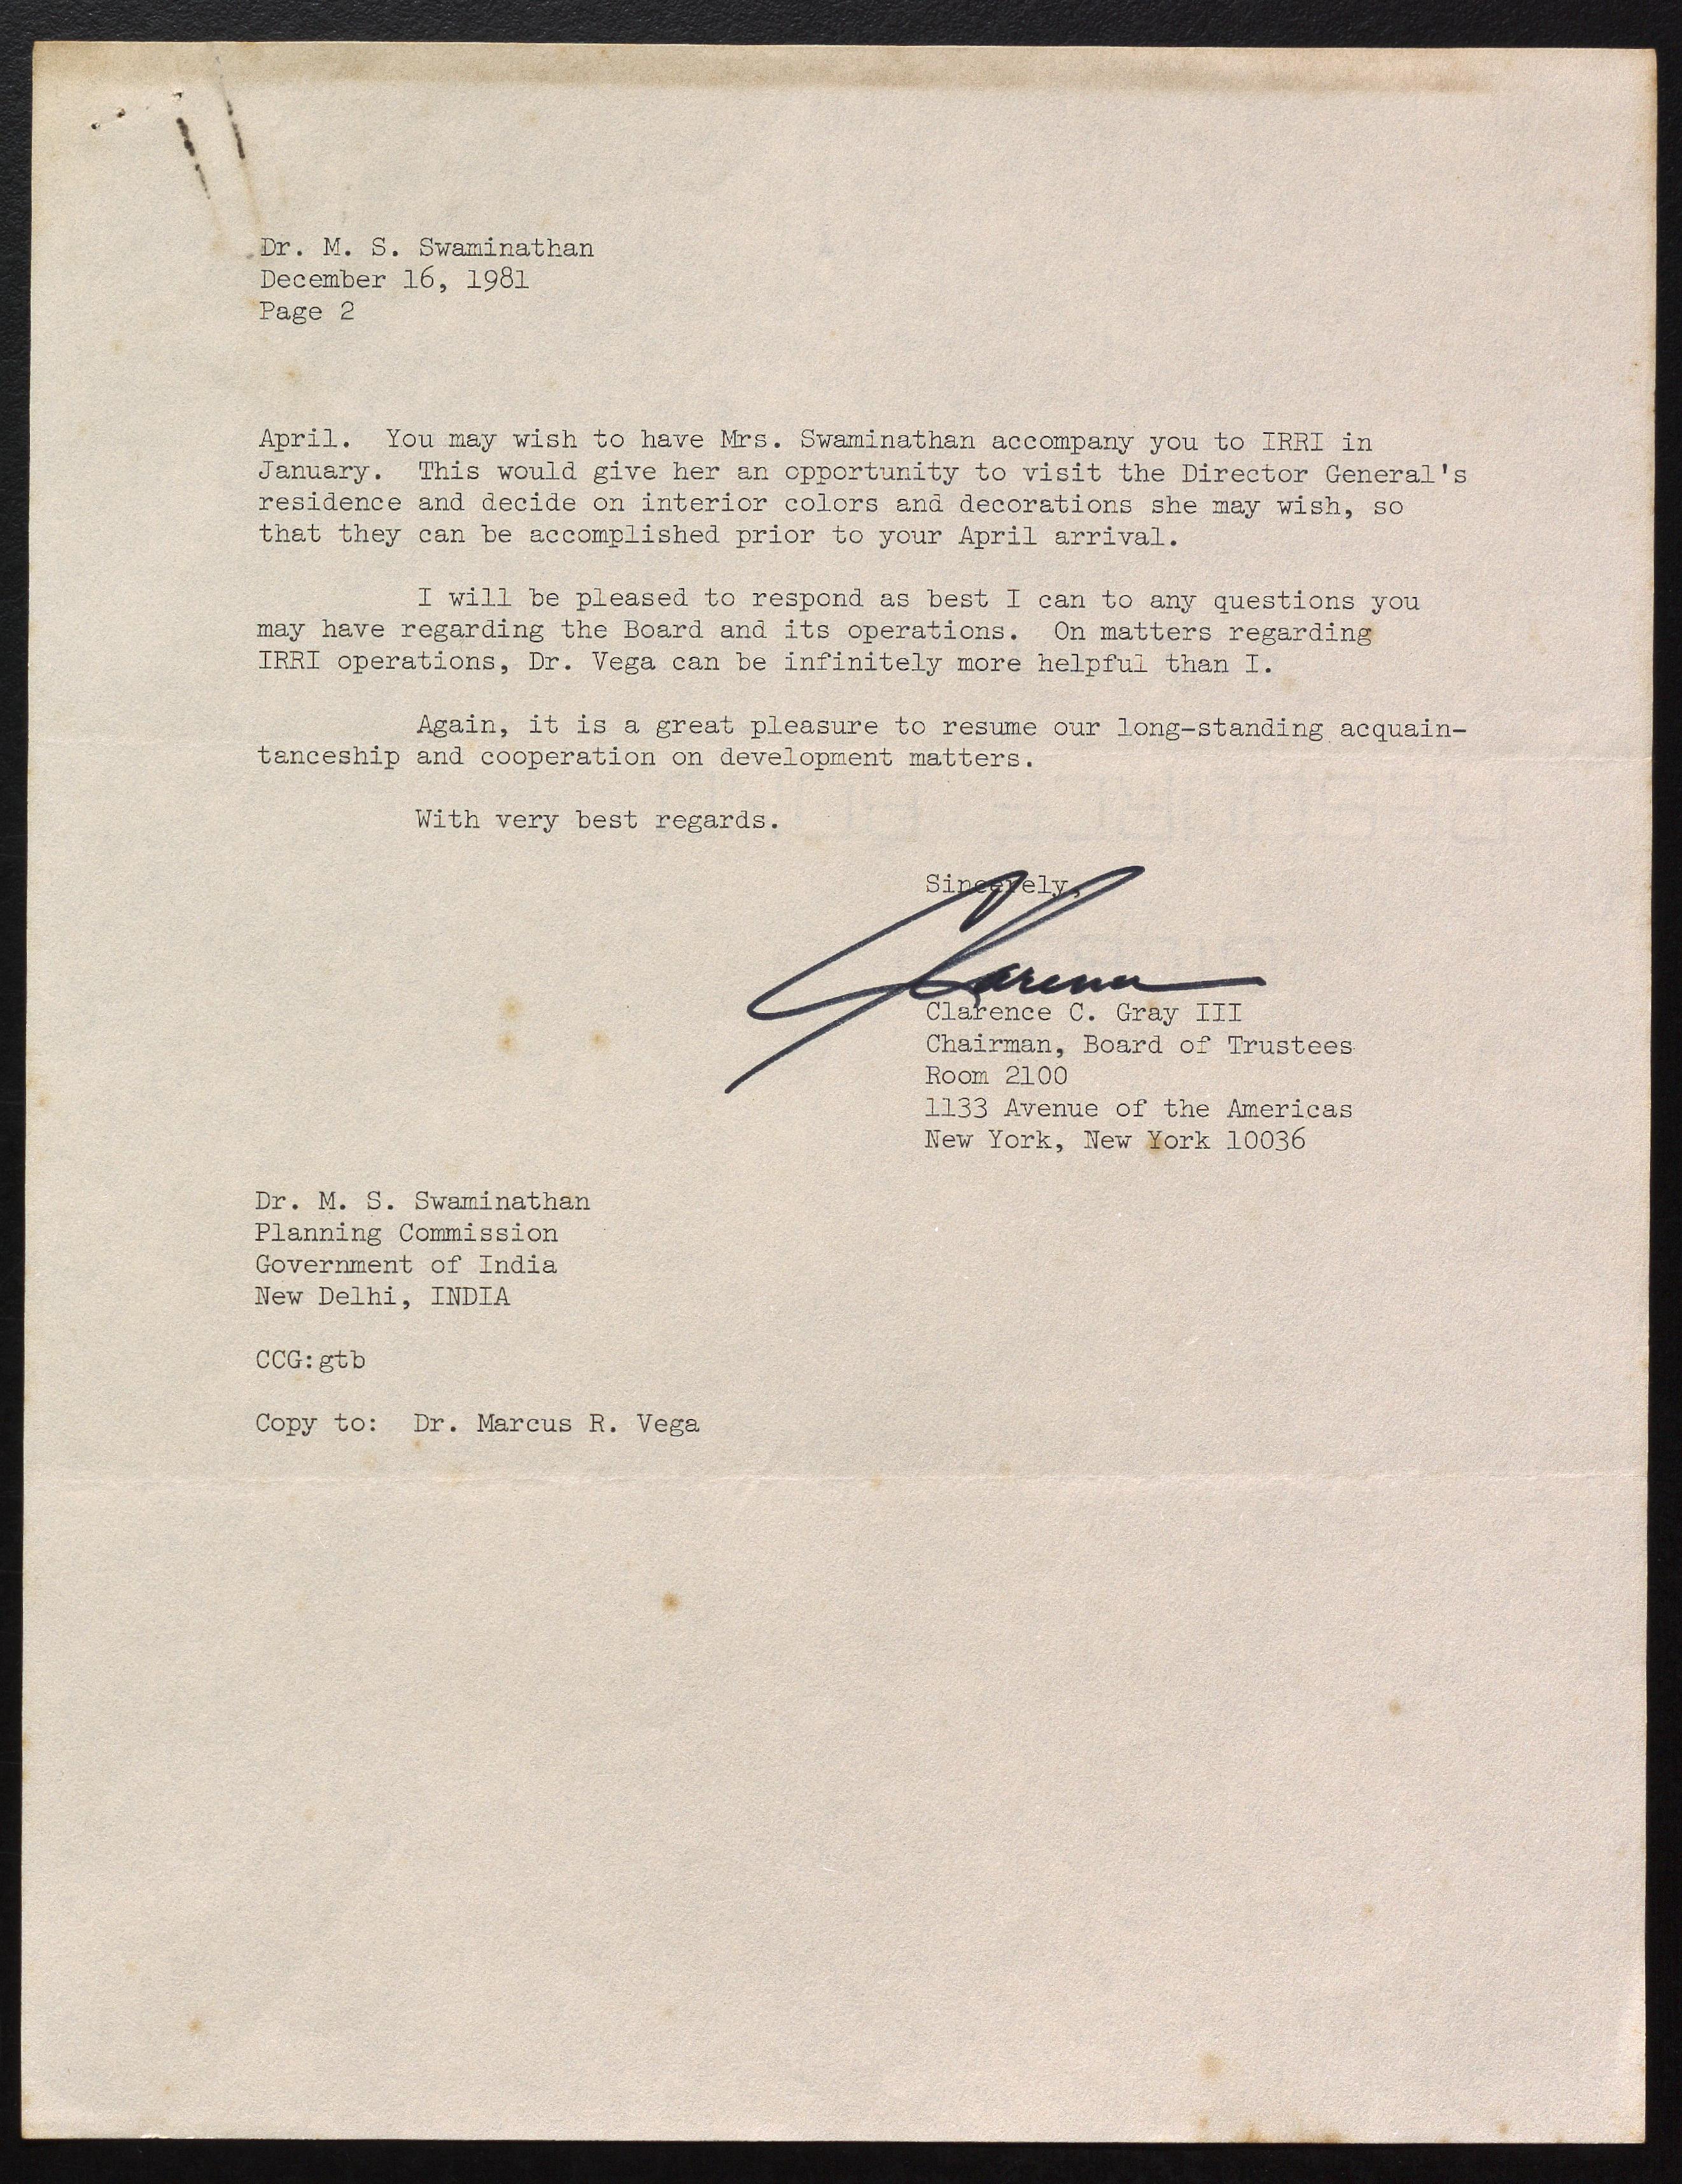 Dr. M. S. Swaminathan
December 16, 1981
Page 2
April.  You may wish to have Mrs. Swaminathan accompany you to IRRI in
January.  This would give her an opportunity to visit the Director General's
residence and decide on interior colors and decorations she may wish, so
that they can be accomplished prior to your April arrival.
I will be pleased to respond as best I can to any questions you
may have regarding the Board and its operations.  On matters regarding
IRRI operations, Dr. Vega can be infinitely more helpful than I.
Again, it is a great pleasure to resume our long-standing acquain-
tanceship and cooperation on development matters.
With very best regards.
Sincerely,
Clarence
Clarence C. Gray III
Chairman, Board of Trustees
Room 2100
1133 Avenue of the Americas
New York, New York 10036
Dr. M. S. Swaminathan
Planning Commission
Government of India
New Delhi, INDIA
CCG:gtb
Copy to:  Dr. Marcus R. Vega